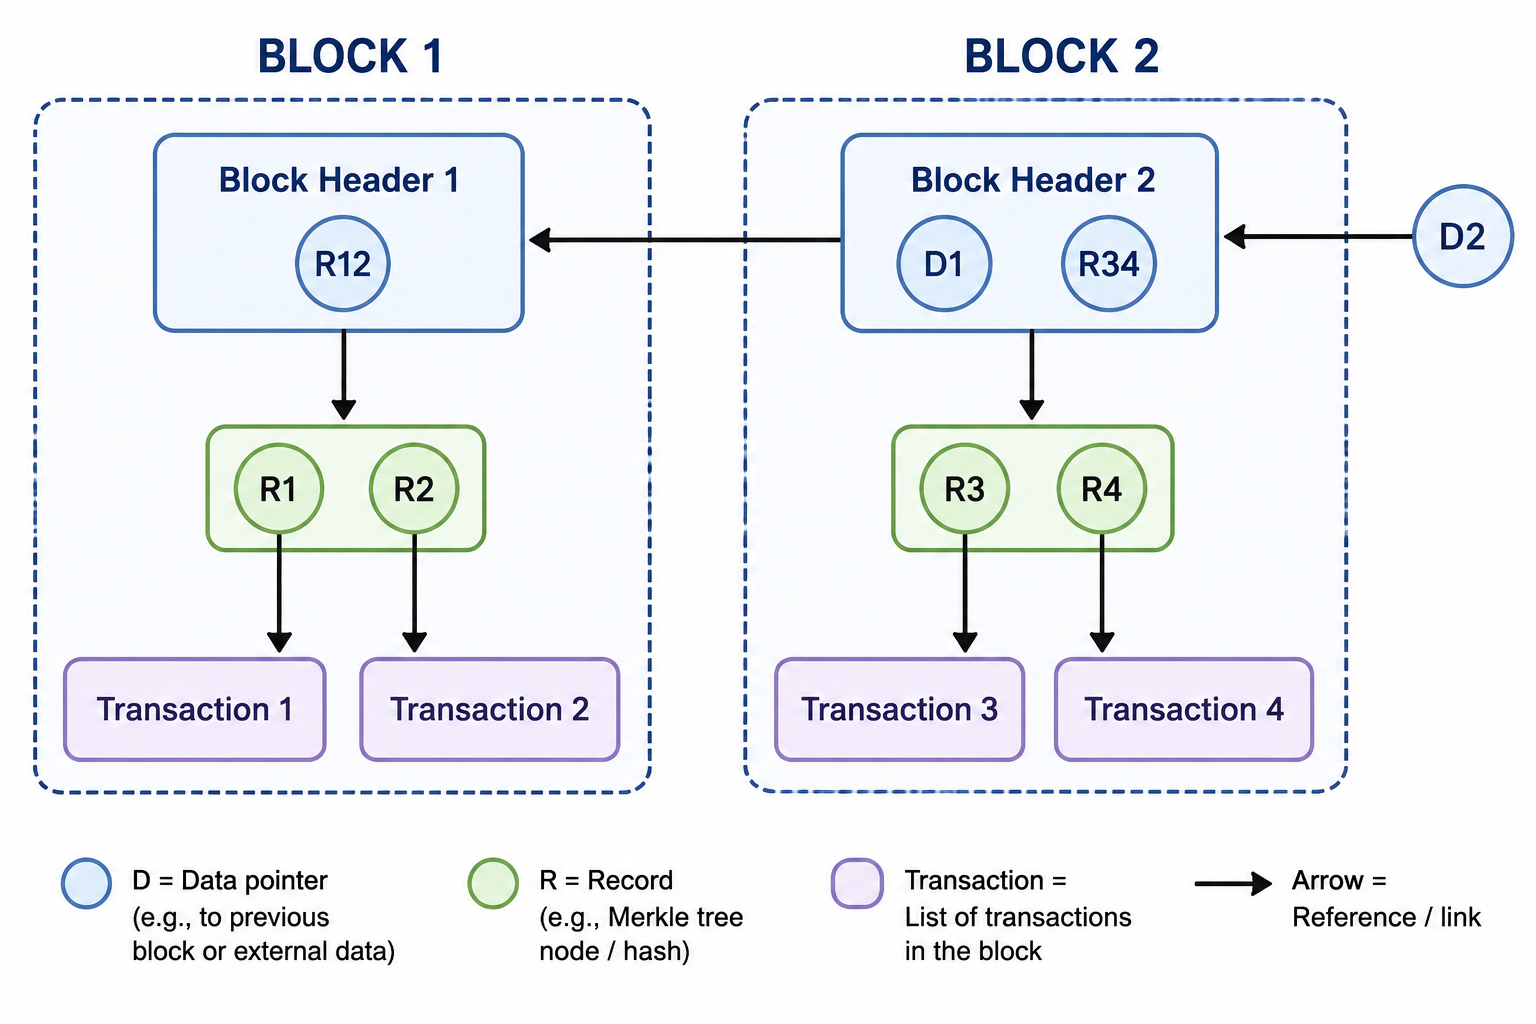 BLOCK 1
BLOCK 2
Block Header 1
Block Header 2
R12
D1
R34
D2
R1
R2
R3
R4
Transaction 1
Transaction 2
Transaction 3
Transaction 4
D = Data pointer
(e.g., to previous
block or external data)
R = Record
(e.g., Merkle tree
node / hash)
Transaction =
List of transactions
in the block
Arrow =
Reference / link